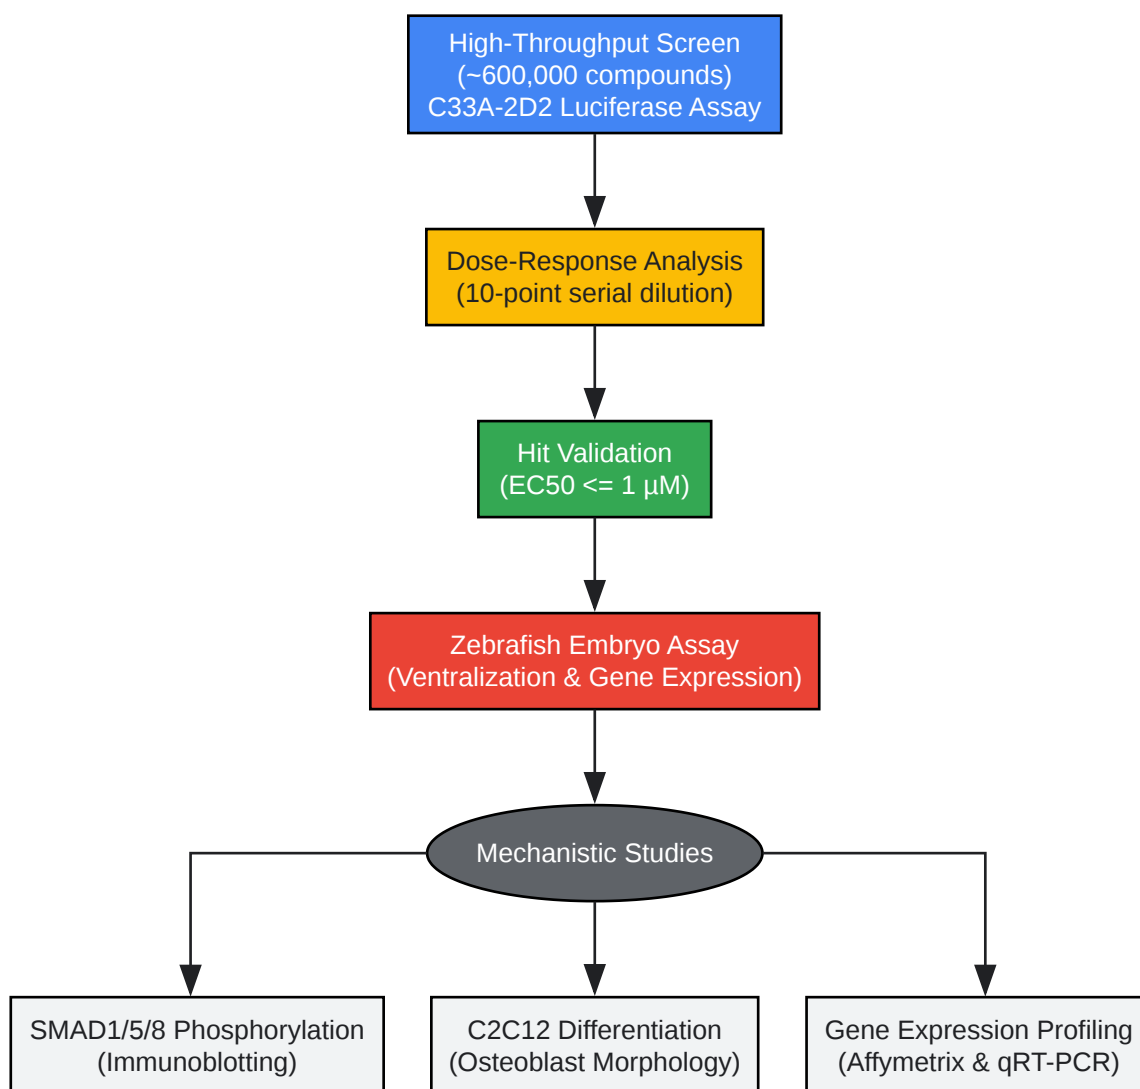 High-Throughput Screen
(~600,000 compounds)
C33A-2D2 Luciferase Assay
Dose-Response Analysis
(10-point serial dilution)
Hit Validation
(EC50 <= 1 µM)
Zebrafish Embryo Assay
(Ventralization & Gene Expression)
Mechanistic Studies
SMAD1/5/8 Phosphorylation
(Immunoblotting)
C2C12 Differentiation
(Osteoblast Morphology)
Gene Expression Profiling
(Affymetrix & qRT-PCR)